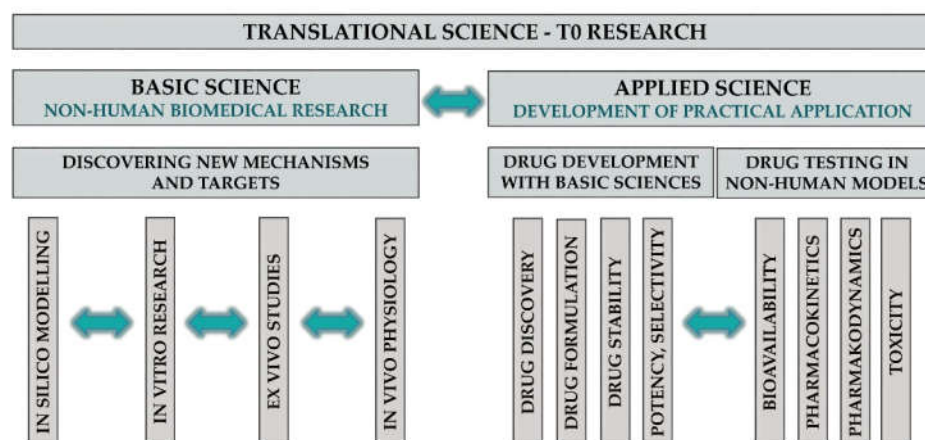 TRANSLATIONAL SCIENCE - T0 RESEARCH
BASIC SCIENCE
NON-HUMAN BIOMEDICAL RESEARCH
APPLIED SCIENCE
DEVELOPMENT OF PRACTICAL APPLICATION
DISCOVERING NEW MECHANISMS
AND TARGETS
DRUG DEVELOPMENT
WITH BASIC SCIENCES
DRUG TESTING IN
NON-HUMAN MODELS
IN SILICO MODELLING
IN VITRO RESEARCH
EX VIVO STUDIES
IN VIVO PHYSIOLOGY
DRUG DISCOVERY
DRUG FORMULATION
DRUG STABILITY
POTENCY, SELECTIVITY
BIOAVAILABILITY
PHARMACOKINETICS
PHARMAKODYNAMICS
TOXICITY